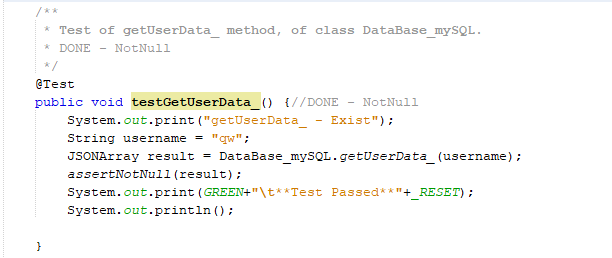 /**
* Test of getUserData_ method, of class DataBase_mySQL.
* DONE - NotNull
*/
@Test
public void testGetUserData_() {//DONE - NotNull
System.out.print("getUserData_ - Exist");
String username = "qw";
JSONArray result = DataBase_mySQL.getUserData_(username);
assertNotNull(result);
System.out.print(GREEN+"\t**Test Passed**"+_RESET);
System.out.println();
}